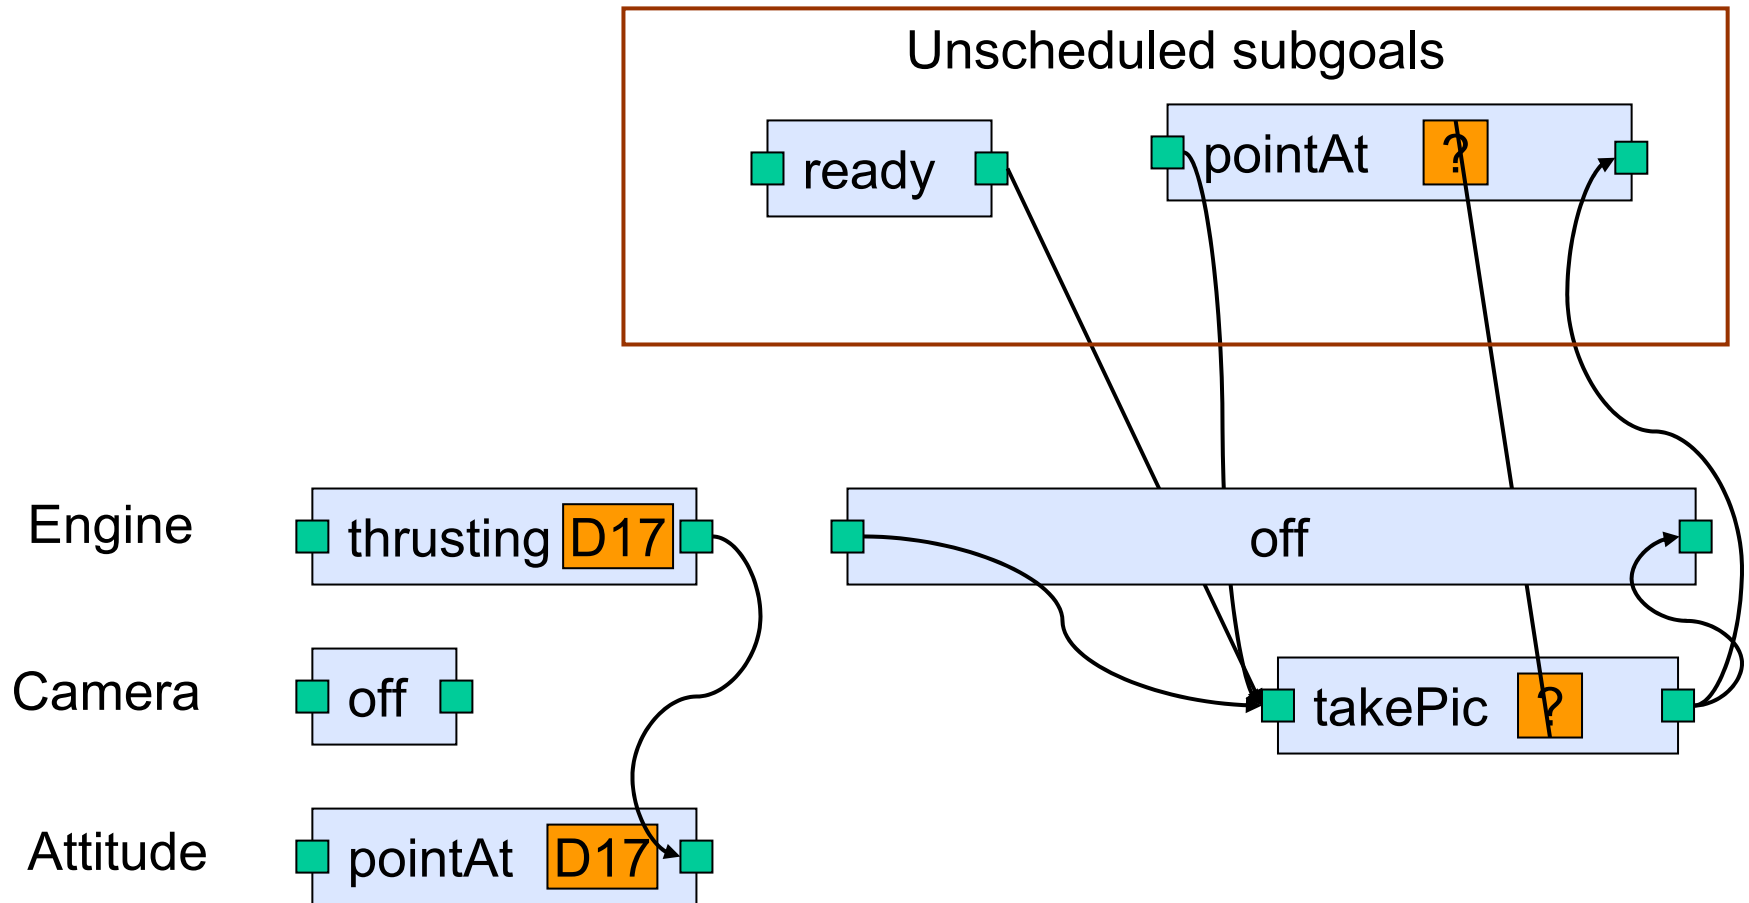 Unscheduled subgoals
ready
pointAt ?
Engine thrusting D17 off
Camera off takePic ?
Attitude pointAt D17